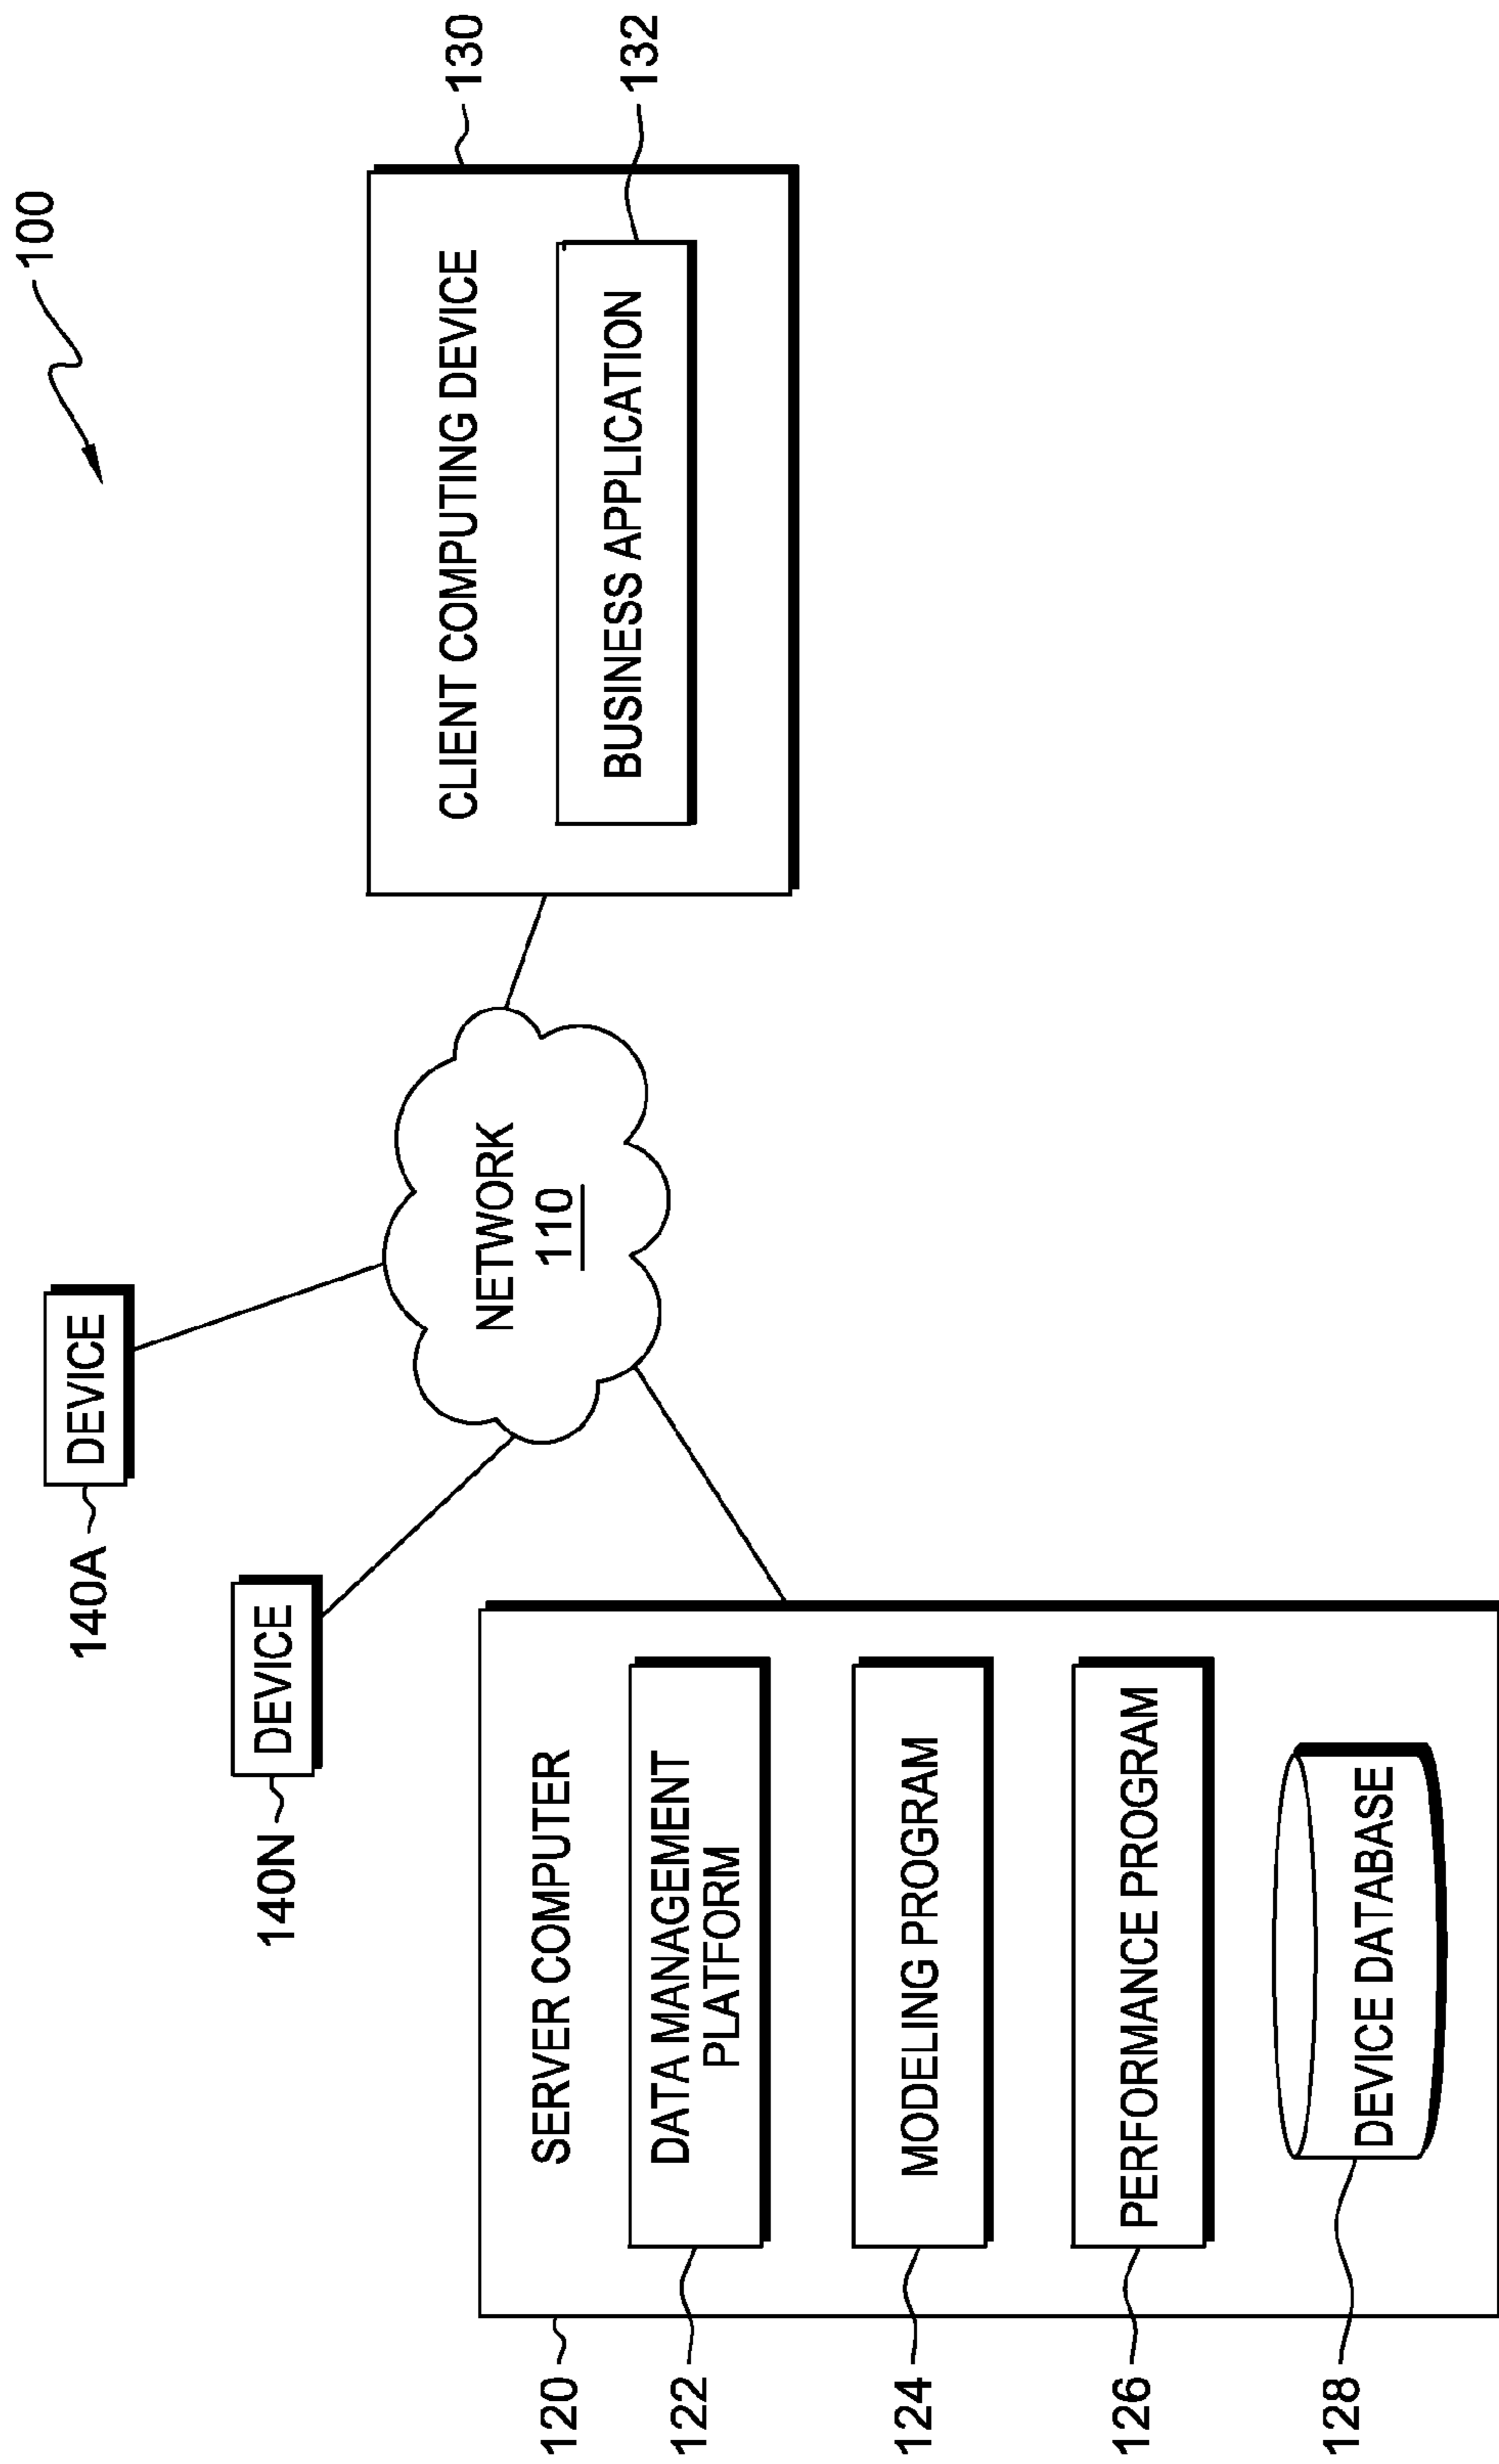 100
140A
DEVICE
140N
DEVICE
NETWORK
110
CLIENT COMPUTING DEVICE
130
BUSINESS APPLICATION
132
120
SERVER COMPUTER
122
DATA MANAGEMENT
PLATFORM
124
MODELING PROGRAM
126
PERFORMANCE PROGRAM
128
DEVICE DATABASE